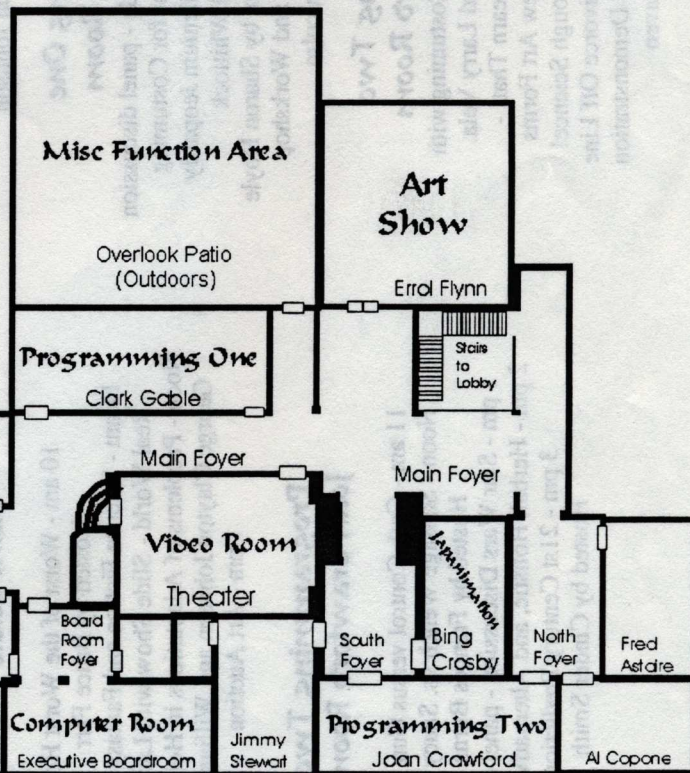 Misc Function Area
Overlook Patio
(Outdoors)
Art
Show
Errol Flynn
Programming One
Clark Gable
Stairs
to
Lobby
Main Foyer
Main Foyer
Video Room
Theater
Japanimation
Bing
Crosby
Board
Room
Foyer
South
Foyer
North
Foyer
Fred
Astaire
Computer Room
Executive Boardroom
Jimmy
Stewart
Programming Two
Joan Crawford
Al Capone